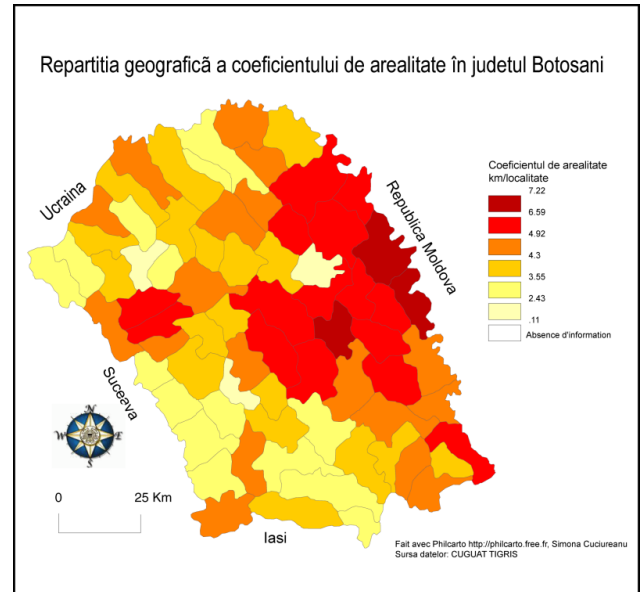 Repartitia geografică a coeficientului de arealitate în judetul Botosani
Coeficientul de arealitate
km/localitate
7.22
6.59
4.92
4.3
3.55
2.43
.11
Absence d'information
Ucraina
Republica Moldova
Suceava
N
W E
S
0 25 Km
Iasi
Fait avec Philcarto http://philcarto.free.fr, Simona Cuciureanu
Sursa datelor: CUGUAT TIGRIS